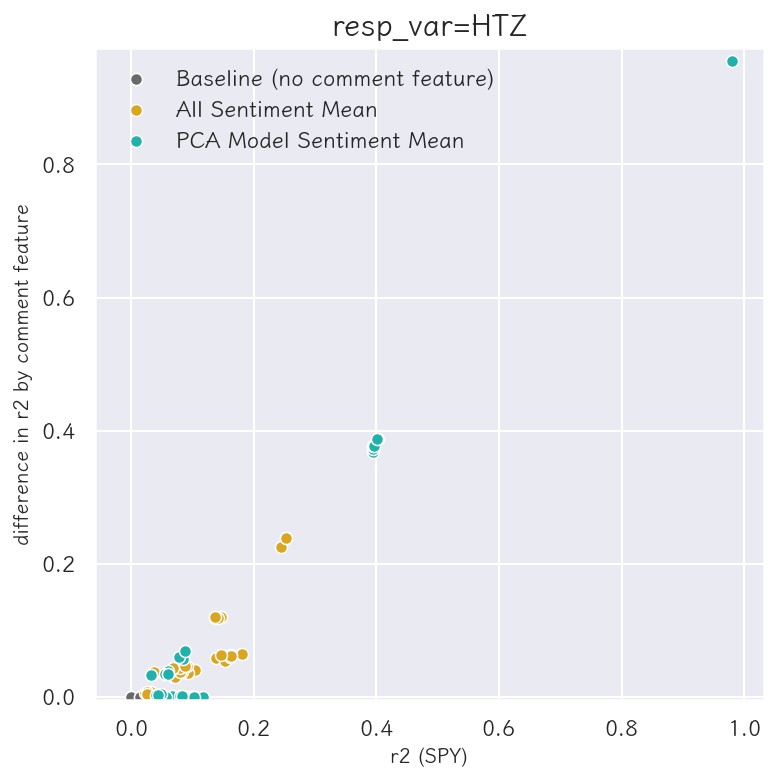 resp_var=HTZ
Baseline (no comment feature)
All Sentiment Mean
PCA Model Sentiment Mean
difference in r2 by comment feature
0.8
0.6
0.4
0.2
0.0
0.0 0.2 0.4 0.6 0.8 1.0
r2 (SPY)